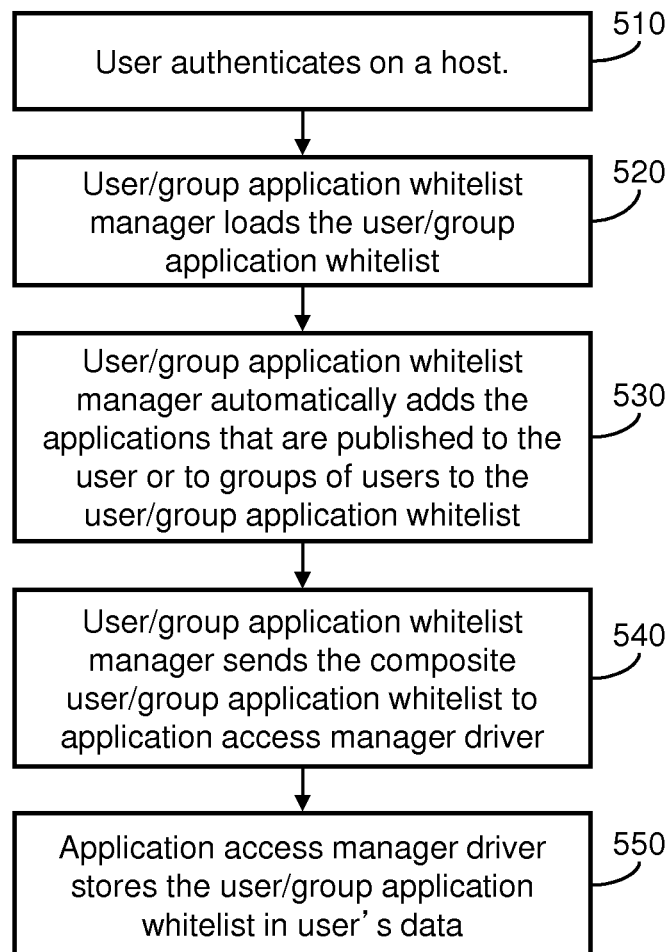 510
User authenticates on a host.
520
User/group application whitelist
manager loads the user/group
application whitelist
530
User/group application whitelist
manager automatically adds the
applications that are published to the
user or to groups of users to the
user/group application whitelist
540
User/group application whitelist
manager sends the composite
user/group application whitelist to
application access manager driver
550
Application access manager driver
stores the user/group application
whitelist in user's data